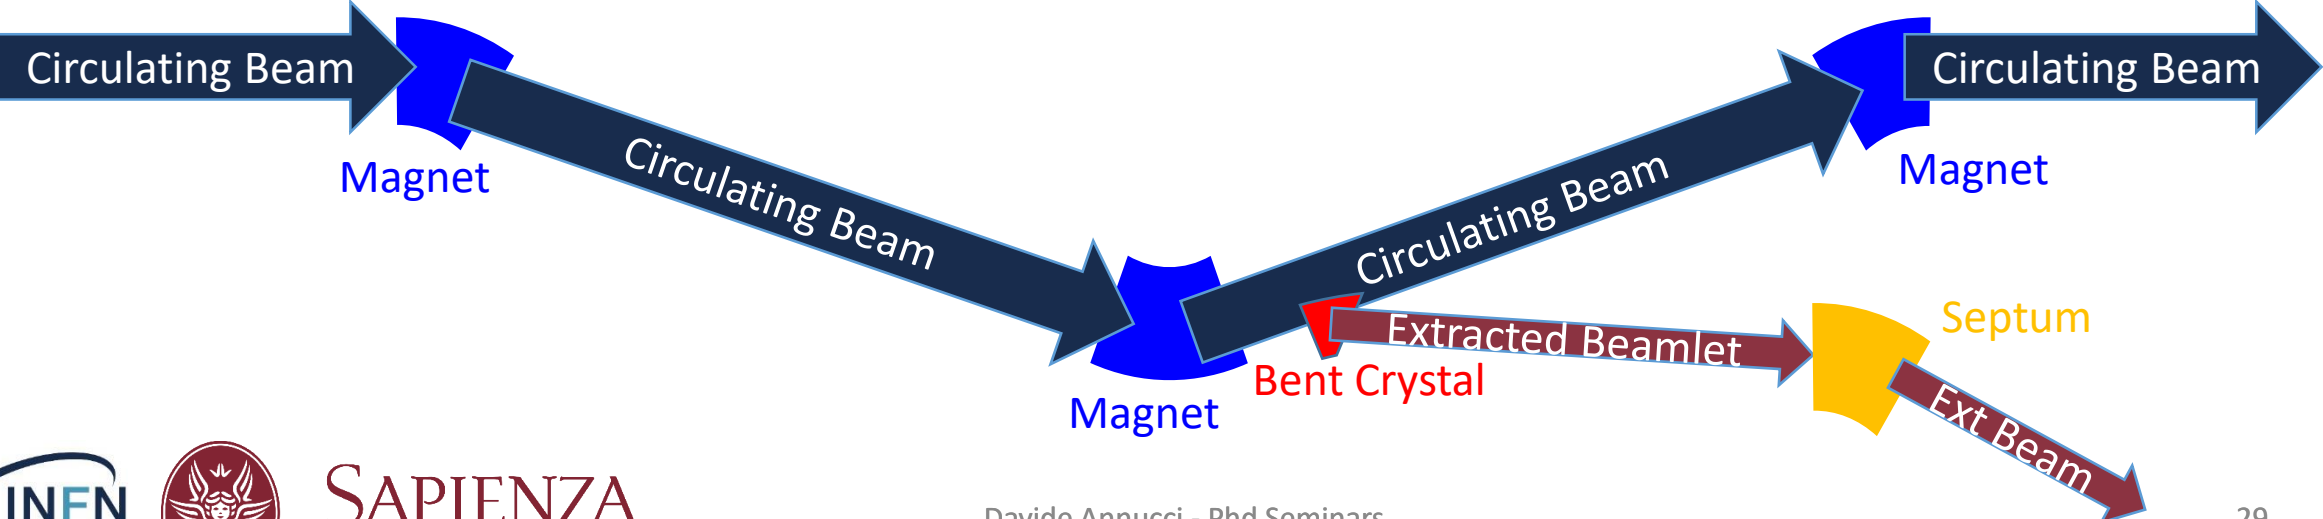 Circulating Beam
Magnet
Circulating Beam
Magnet
Circulating Beam
Bent Crystal
Extracted Beamlet
Circulating Beam
Magnet
Septum
Ext Beam
INFN
SAPIENZA
Davide Annucci - Phd Seminars
29